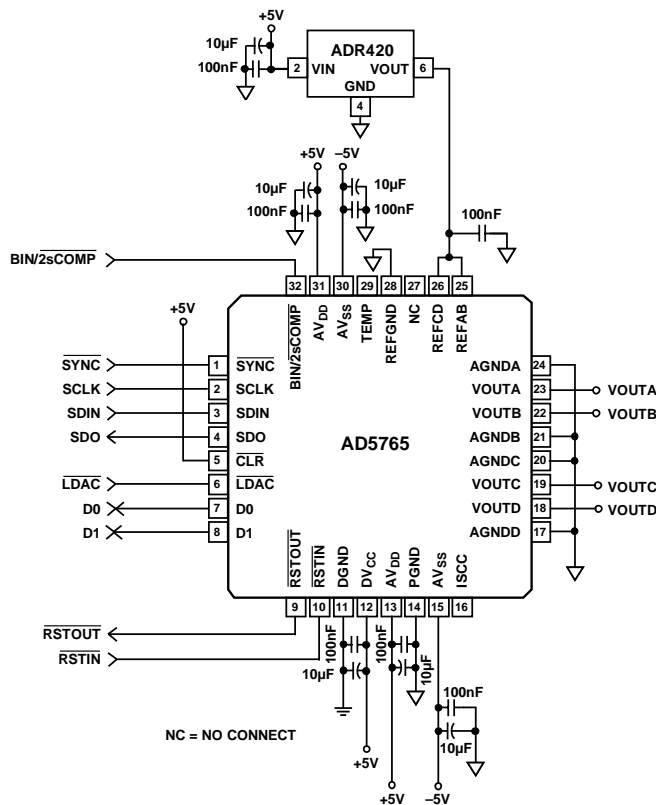 +5V
10µF
100nF
ADR420
2
VIN
VOUT
6
GND
4
+5V
–5V
10µF
100nF
10µF
100nF
100nF
BIN/2sCOMP
32
31
30
29
28
27
26
25
BIN/2sCOMP
AVDD
AVSS
TEMP
REFGND
NC
REFCD
REFAB
+5V
SYNC
1
SYNC
SCLK
2
SCLK
SDIN
3
SDIN
SDO
4
SDO
5
CLR
LDAC
6
LDAC
D0
7
D0
D1
8
D1
AD5765
AGNDA
24
VOUTA
23
VOUTA
VOUTB
22
VOUTB
AGNDB
21
AGNDC
20
VOUTC
19
VOUTC
VOUTD
18
VOUTD
AGNDD
17
RSTOUT
RSTIN
DGND
DVCC
AVDD
PGND
AVSS
ISCC
9
10
11
12
13
14
15
16
RSTOUT
RSTIN
100nF
10µF
100nF
10µF
100nF
10µF
NC = NO CONNECT
+5V
+5V
–5V